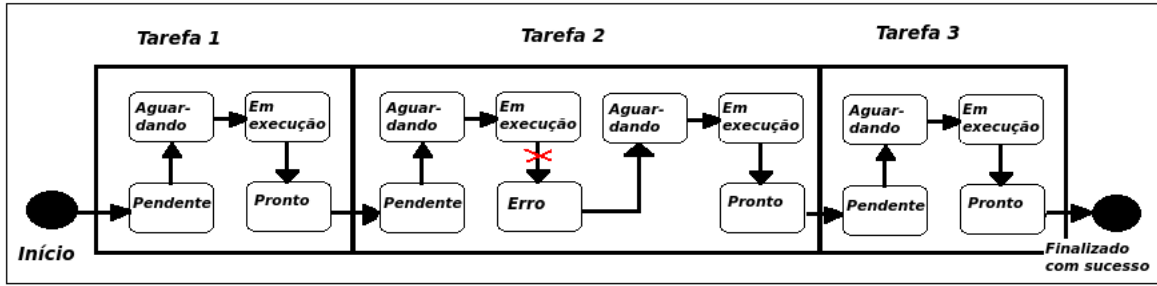 Tarefa 1
Tarefa 2
Tarefa 3
Aguar-
dando
Em
execução
Aguar-
dando
Em
execução
Aguar-
dando
Em
execução
Aguar-
dando
Em
execução
Pendente
Pronto
Pendente
Erro
Pronto
Pendente
Pronto
Início
Finalizado
com sucesso